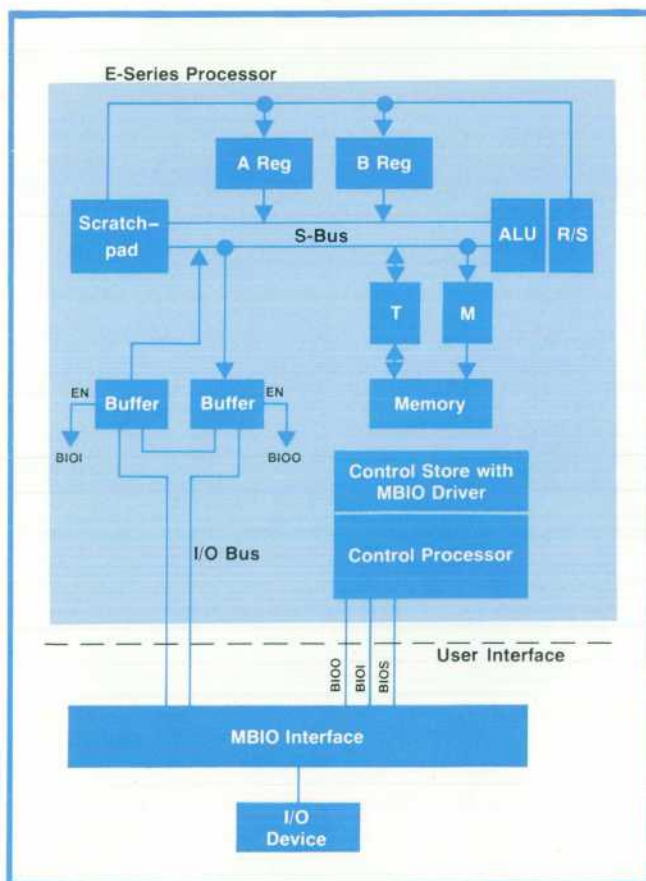 E-Series Processor
A Reg
B Reg
Scratch-
pad
S-Bus
ALU
R/S
T
M
EN
Buffer
Buffer
EN
Memory
BIOI
BIOO
Control Store with
MBIO Driver
I/O Bus
Control Processor
User Interface
BIOO
BIOI
BIOS
MBIO Interface
I/O
Device